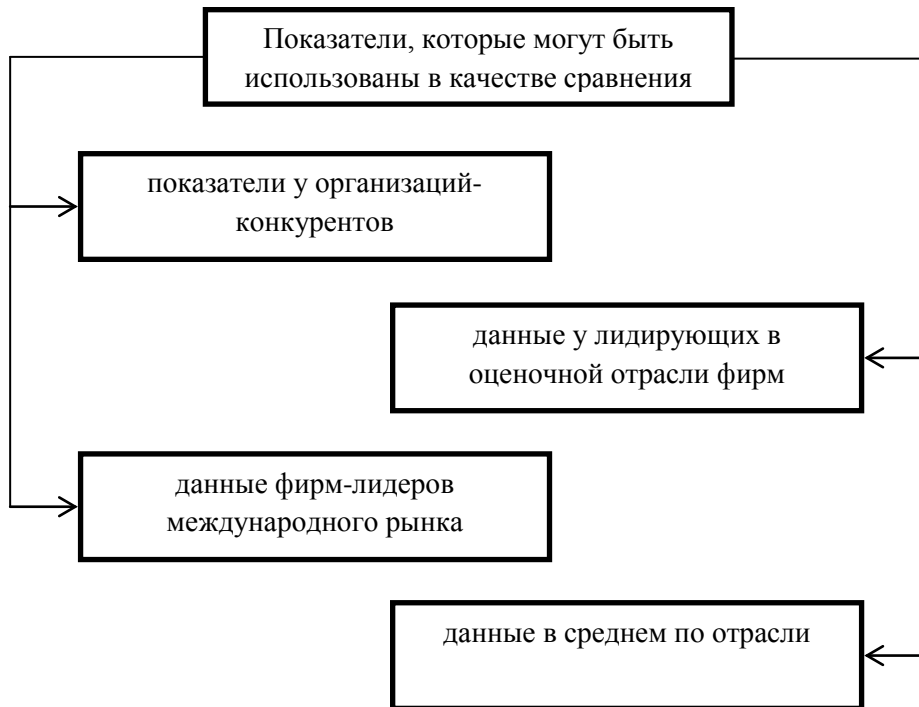 Показатели, которые могут быть
использованы в качестве сравнения
показатели у организаций-
конкурентов
данные у лидирующих в
оценочной отрасли фирм
данные фирм-лидеров
международного рынка
данные в среднем по отрасли